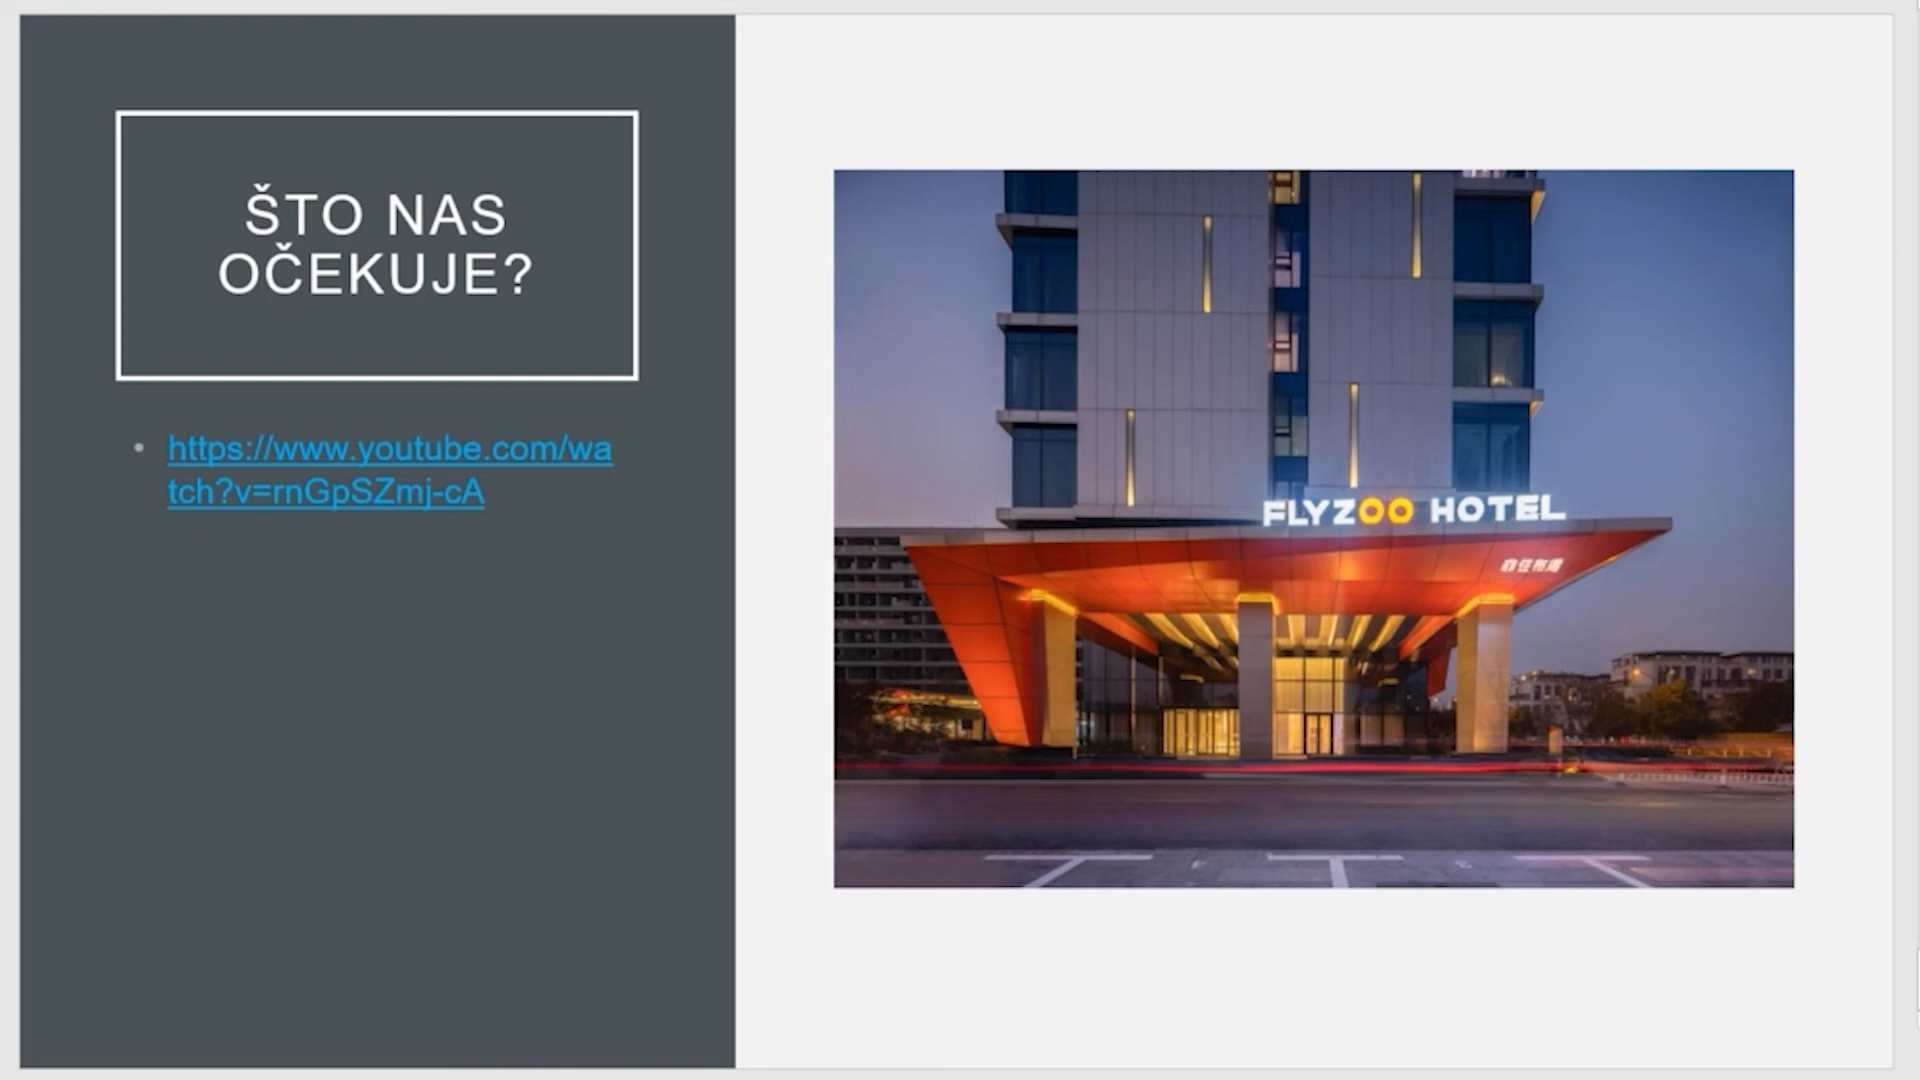 ŠTO NAS
OČEKUJE?
• https://www.youtube.com/wa
tch?v=rnGpSZmj-cA
FLYZOO HOTEL